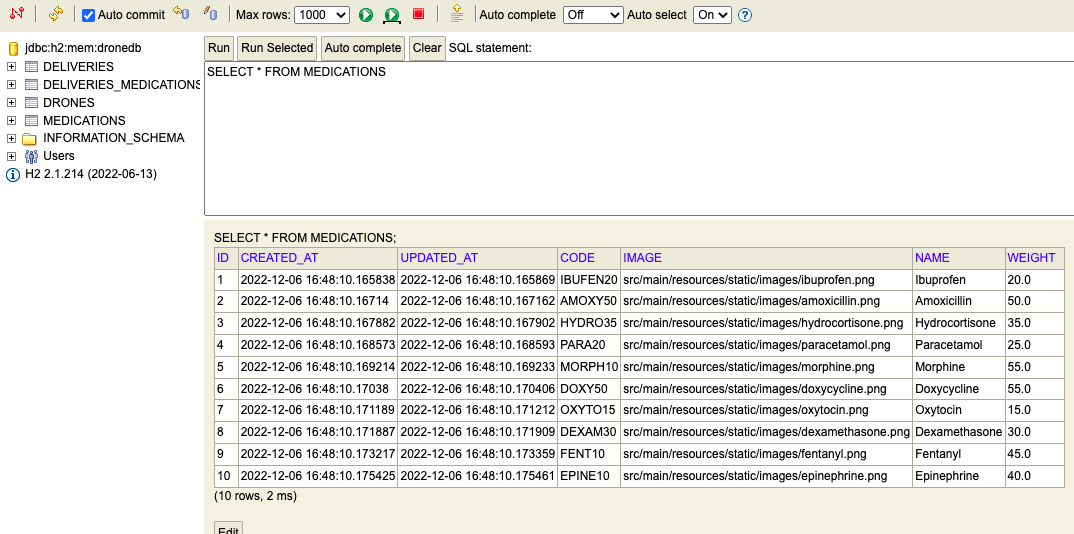 Auto commit Max rows: 1000 Auto complete Off Auto select On
jdbc:h2:mem:dronedb
DELIVERIES
DELIVERIES_MEDICATIONS
DRONES
MEDICATIONS
INFORMATION_SCHEMA
Users
H2 2.1.214 (2022-06-13)
Run Run Selected Auto complete Clear SQL statement:
SELECT * FROM MEDICATIONS
SELECT * FROM MEDICATIONS;
ID CREATED_AT UPDATED_AT CODE IMAGE NAME WEIGHT
1 2022-12-06 16:48:10.165838 2022-12-06 16:48:10.165869 IBUFEN20 src/main/resources/static/images/ibuprofen.png Ibuprofen 20.0
2 2022-12-06 16:48:10.16714 2022-12-06 16:48:10.167162 AMOXY50 src/main/resources/static/images/amoxicillin.png Amoxicillin 50.0
3 2022-12-06 16:48:10.167882 2022-12-06 16:48:10.167902 HYDRO35 src/main/resources/static/images/hydrocortisone.png Hydrocortisone 35.0
4 2022-12-06 16:48:10.168573 2022-12-06 16:48:10.168593 PARA20 src/main/resources/static/images/paracetamol.png Paracetamol 25.0
5 2022-12-06 16:48:10.169214 2022-12-06 16:48:10.169233 MORPH10 src/main/resources/static/images/morphine.png Morphine 55.0
6 2022-12-06 16:48:10.17038 2022-12-06 16:48:10.170406 DOXY50 src/main/resources/static/images/doxycycline.png Doxycycline 55.0
7 2022-12-06 16:48:10.171189 2022-12-06 16:48:10.171212 OXYTO15 src/main/resources/static/images/oxytocin.png Oxytocin 15.0
8 2022-12-06 16:48:10.171887 2022-12-06 16:48:10.171909 DEXAM30 src/main/resources/static/images/dexamethasone.png Dexamethasone 30.0
9 2022-12-06 16:48:10.173217 2022-12-06 16:48:10.173359 FENT10 src/main/resources/static/images/fentanyl.png Fentanyl 45.0
10 2022-12-06 16:48:10.175425 2022-12-06 16:48:10.175461 EPINE10 src/main/resources/static/images/epinephrine.png Epinephrine 40.0
(10 rows, 2 ms)
Edit